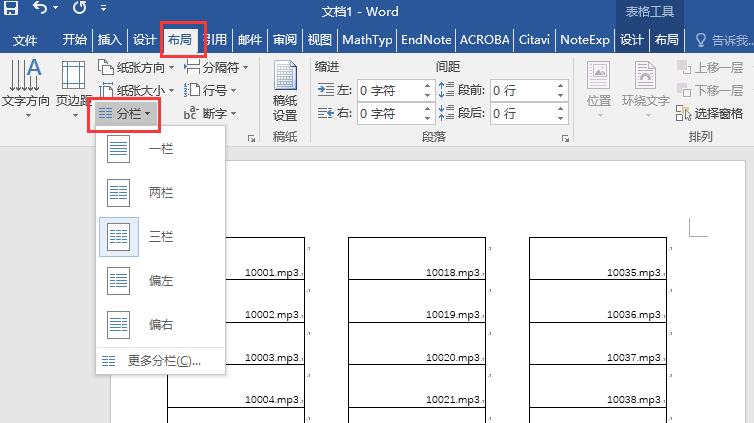 文档1 - Word
表格工具
文件 开始 插入 设计 布局 引用 邮件 审阅 视图 MathTyp EndNote ACROBA Citavi NoteExp 设计 布局 告诉我...
文字方向 页边距 纸张方向 分隔符 稿纸设置 缩进 间距 位置 环绕文字 上移一层
纸张大小 行号 左: 0 字符 段前: 0 行 下移一层
分栏 断字 右: 0 字符 段后: 0 行 选择窗格
稿纸 段落 排列
一栏
两栏
三栏
偏左
偏右
更多分栏(C)...
10001.mp3 10018.mp3 10035.mp3
10002.mp3 10019.mp3 10036.mp3
10003.mp3 10020.mp3 10037.mp3
10004.mp3 10021.mp3 10038.mp3